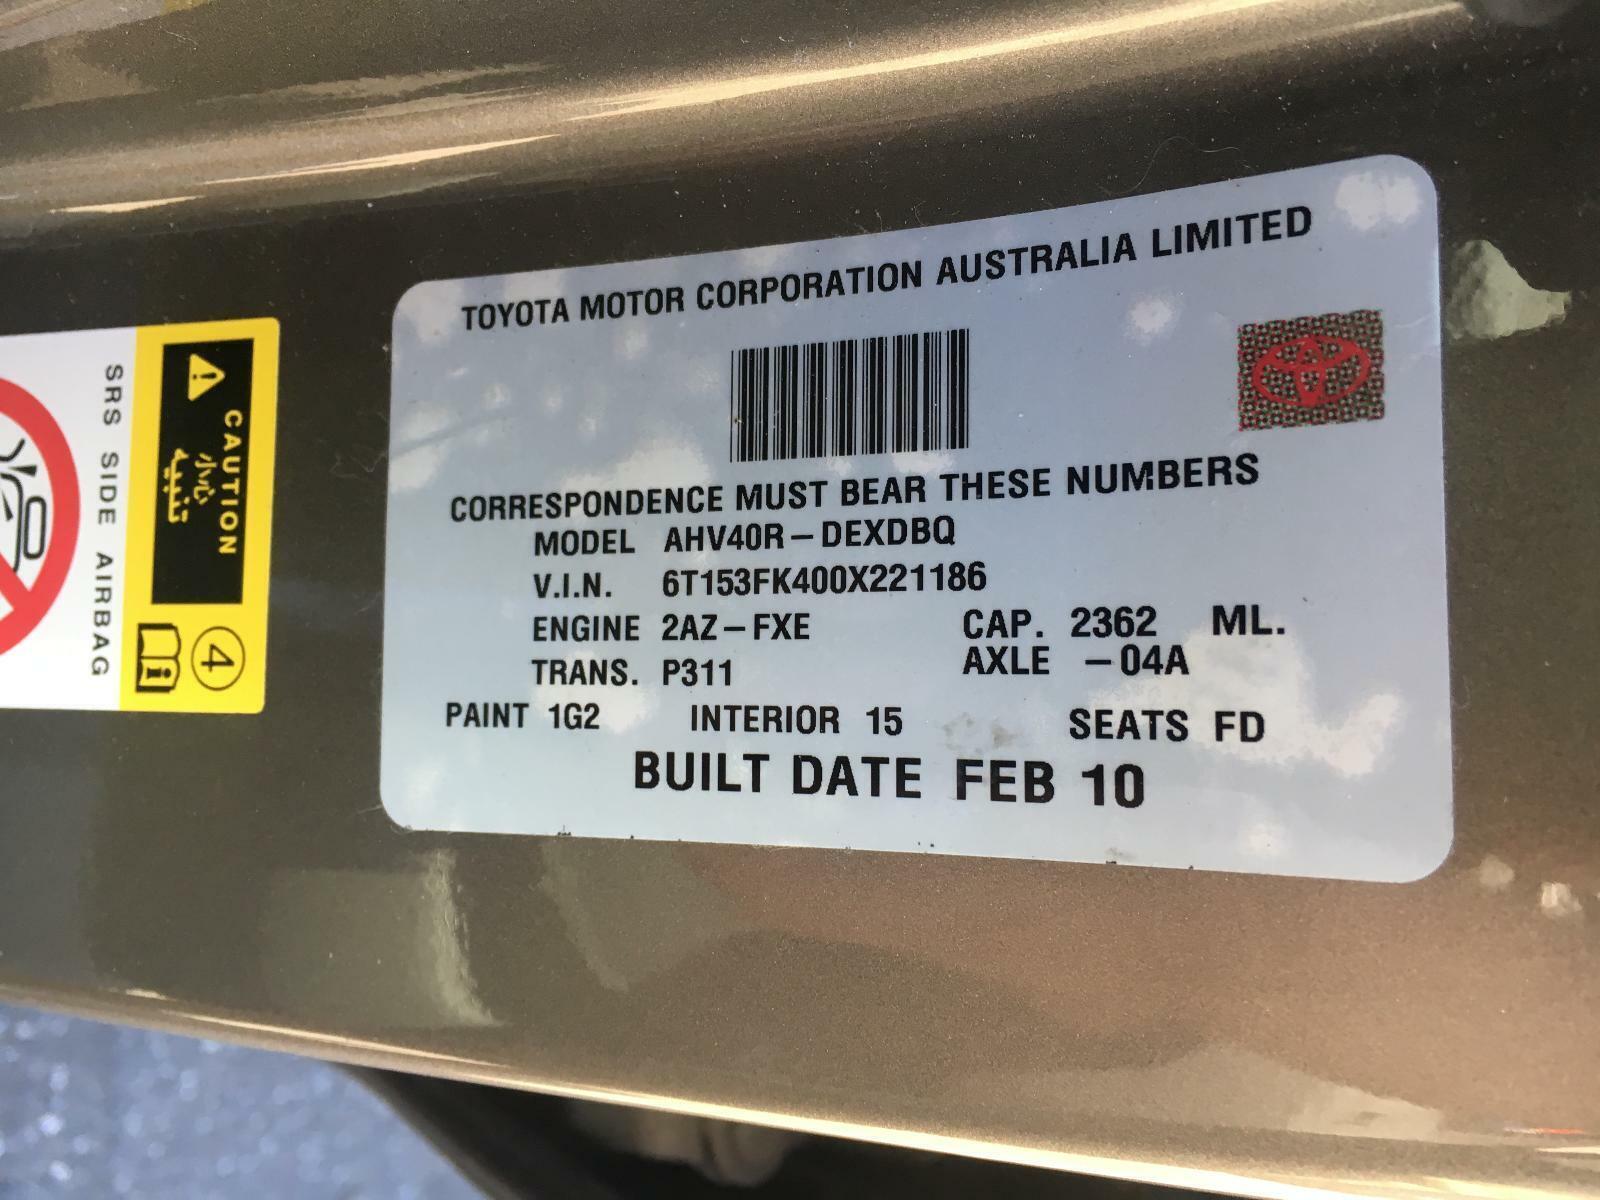 TOYOTA MOTOR CORPORATION AUSTRALIA LIMITED
CORRESPONDENCE MUST BEAR THESE NUMBERS
MODEL AHV40R-DEXDBQ
V.I.N. 6T153FK400X221186
ENGINE 2AZ-FXE CAP. 2362 ML.
TRANS. P311 AXLE -04A
PAINT 1G2 INTERIOR 15 SEATS FD
BUILT DATE FEB 10
CAUTION
小心
تنبيه
4
SRS SIDE AIRBAG